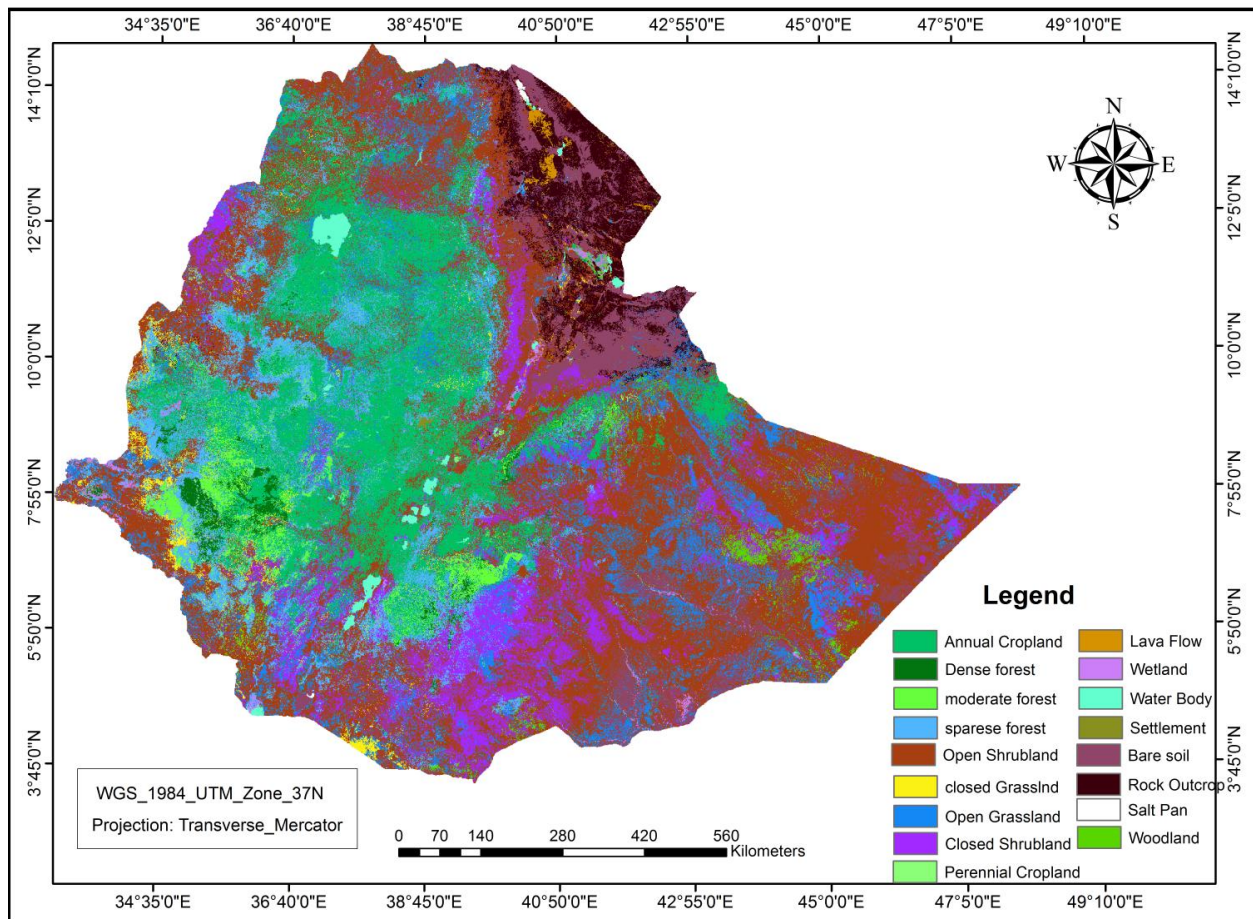 34°35'0"E 36°40'0"E 38°45'0"E 40°50'0"E 42°55'0"E 45°0'0"E 47°5'0"E 49°10'0"E
14°10'0"N
12°5'0"N
10°0'0"N
7°55'0"N
5°50'0"N
3°45'0"N
N
W E
S
14°10'0"N
12°5'0"N
10°0'0"N
7°55'0"N
5°50'0"N
3°45'0"N
Legend
Annual Cropland
Dense forest
moderate forest
sparese forest
Open Shrubland
closed Grasslnd
Open Grassland
Closed Shrubland
Perennial Cropland
Lava Flow
Wetland
Water Body
Settlement
Bare soil
Rock Outcrop
Salt Pan
Woodland
WGS_1984_UTM_Zone_37N
Projection: Transverse_Mercator
0 70 140 280 420 560
Kilometers
34°35'0"E 36°40'0"E 38°45'0"E 40°50'0"E 42°55'0"E 45°0'0"E 47°5'0"E 49°10'0"E